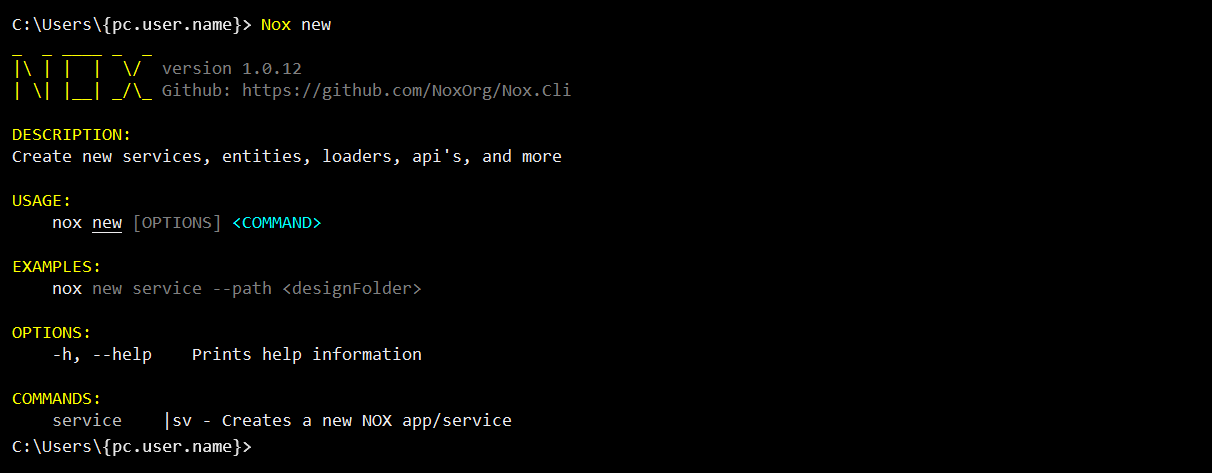 C:\Users\{pc.user.name}> Nox new
_  _ ____ _  _
|\ | |  |  \/  version 1.0.12
| \| |__| _/\_ Github: https://github.com/NoxOrg/Nox.Cli
DESCRIPTION:
Create new services, entities, loaders, api's, and more
USAGE:
    nox new [OPTIONS] <COMMAND>
EXAMPLES:
    nox new service --path <designFolder>
OPTIONS:
    -h, --help    Prints help information
COMMANDS:
    service    |sv - Creates a new NOX app/service
C:\Users\{pc.user.name}>